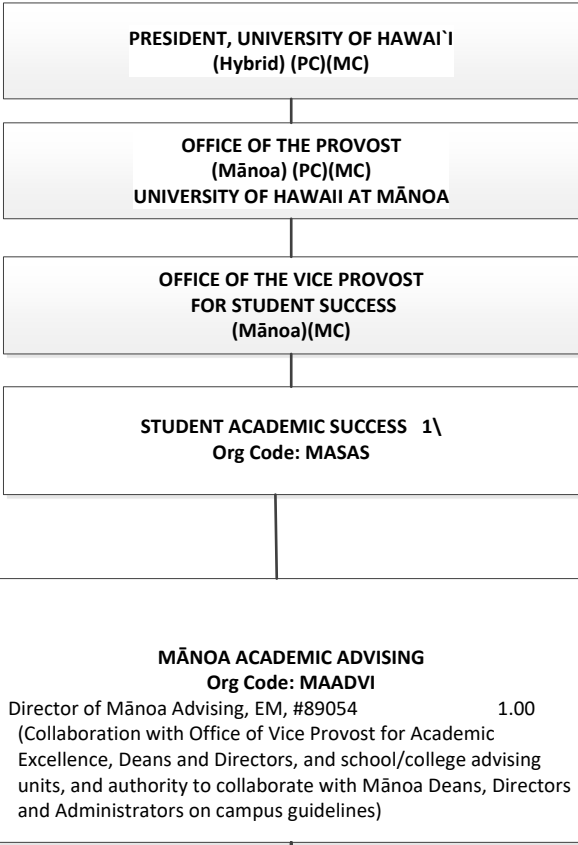 PRESIDENT, UNIVERSITY OF HAWAI`I
(Hybrid) (PC)(MC)
OFFICE OF THE PROVOST
(Mānoa) (PC)(MC)
UNIVERSITY OF HAWAII AT MĀNOA
OFFICE OF THE VICE PROVOST
FOR STUDENT SUCCESS
(Mānoa)(MC)
STUDENT ACADEMIC SUCCESS 1\
Org Code: MASAS
MĀNOA ACADEMIC ADVISING
Org Code: MAADVI
Director of Mānoa Advising, EM, #89054 1.00
(Collaboration with Office of Vice Provost for Academic
Excellence, Deans and Directors, and school/college advising
units, and authority to collaborate with Mānoa Deans, Directors
and Administrators on campus guidelines)